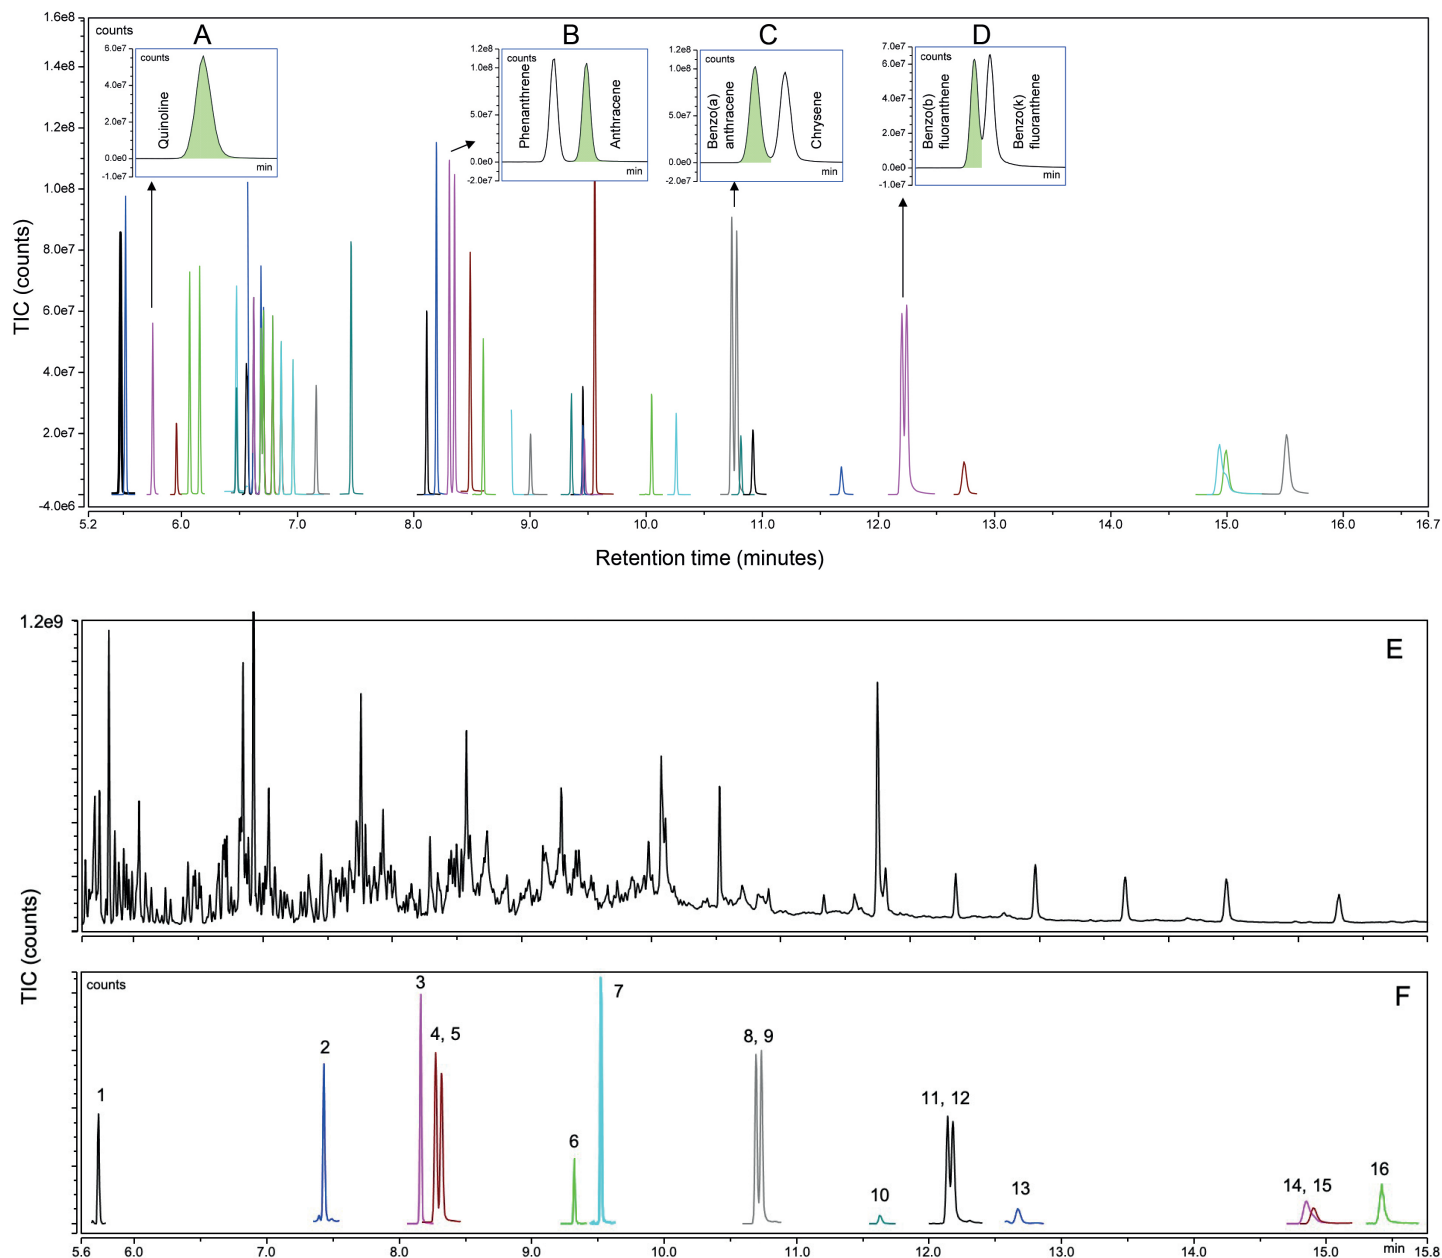 1.6e8
counts
A
B
C
D
6.0e7
counts
4.0e7
2.0e7
0.0e0
-1.0e7
Quinoline
min
1.2e8
1.0e8
5.0e7
0.0e0
-2.0e7
Phenanthrene
Anthracene
min
1.2e8
counts
1.0e8
5.0e7
0.0e0
-2.0e7
Benzo(a)
anthracene
Chrysene
7.0e7
counts
6.0e7
4.0e7
2.0e7
0.0e0
-1.0e7
Benzo(b)
fluoranthene
Benzo(k)
fluoranthene
min
1.4e8
1.2e8
1.0e8
8.0e7
6.0e7
4.0e7
2.0e7
-4.0e6
TIC (counts)
5.2 6.0 7.0 8.0 9.0 10.0 11.0 12.0 13.0 14.0 15.0 16.0 16.7
Retention time (minutes)
1.2e9
E
TIC (counts)
counts
F
1
2
3
4, 5
6
7
8, 9
10
11, 12
13
14, 15
16
5.6 6.0 7.0 8.0 9.0 10.0 11.0 12.0 13.0 14.0 15.0 min 15.8